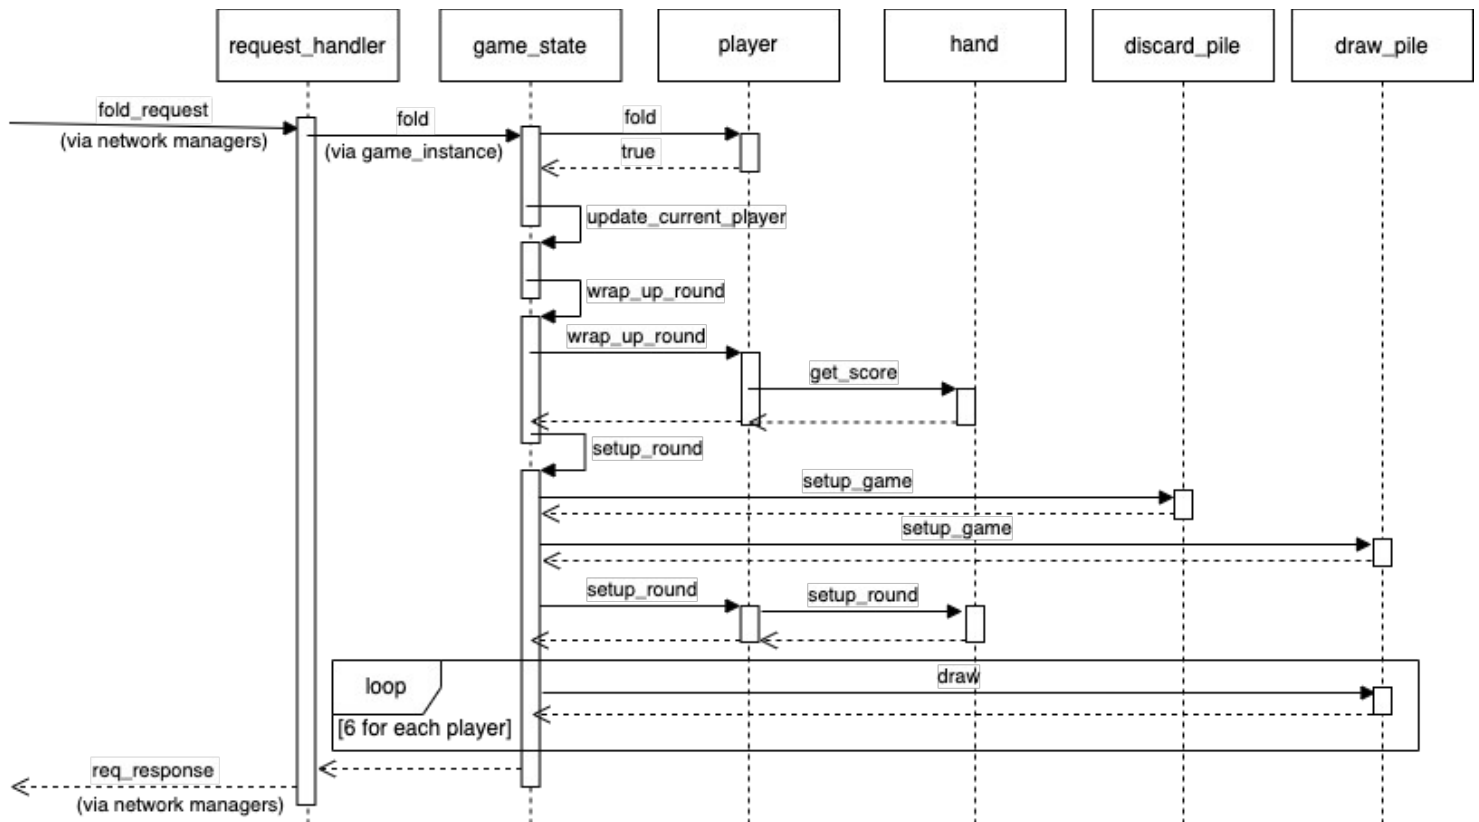 request_handler
game_state
player
hand
discard_pile
draw_pile
fold_request
(via network managers)
fold
(via game_instance)
fold
true
update_current_player
wrap_up_round
wrap_up_round
get_score
setup_round
setup_game
setup_game
setup_round
setup_round
loop
draw
[6 for each player]
req_response
(via network managers)